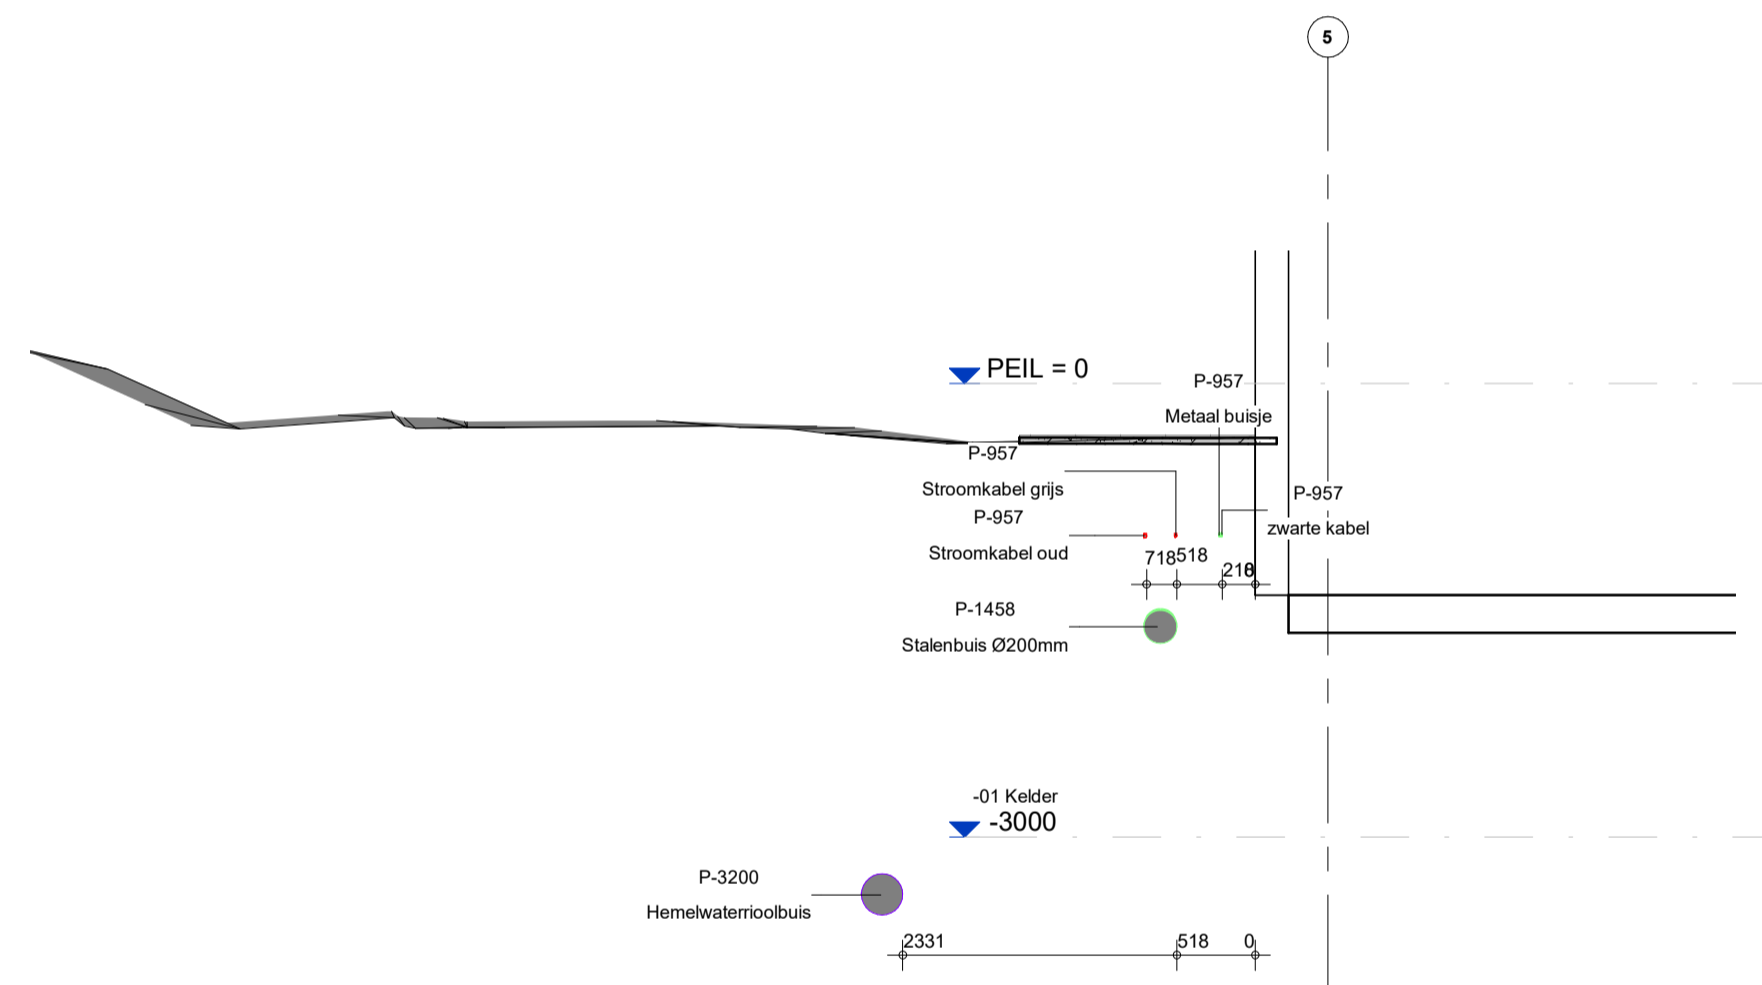 5
PEIL = 0
P-957
Metaal buisje
P-957
Stroomkabel grijs
P-957
zwarte kabel
P-957
Stroomkabel oud
718
518
218
0
P-1458
Stalenbuis Ø200mm
-01 Kelder
-3000
P-3200
Hemelwaterrioolbuis
2331
518
0